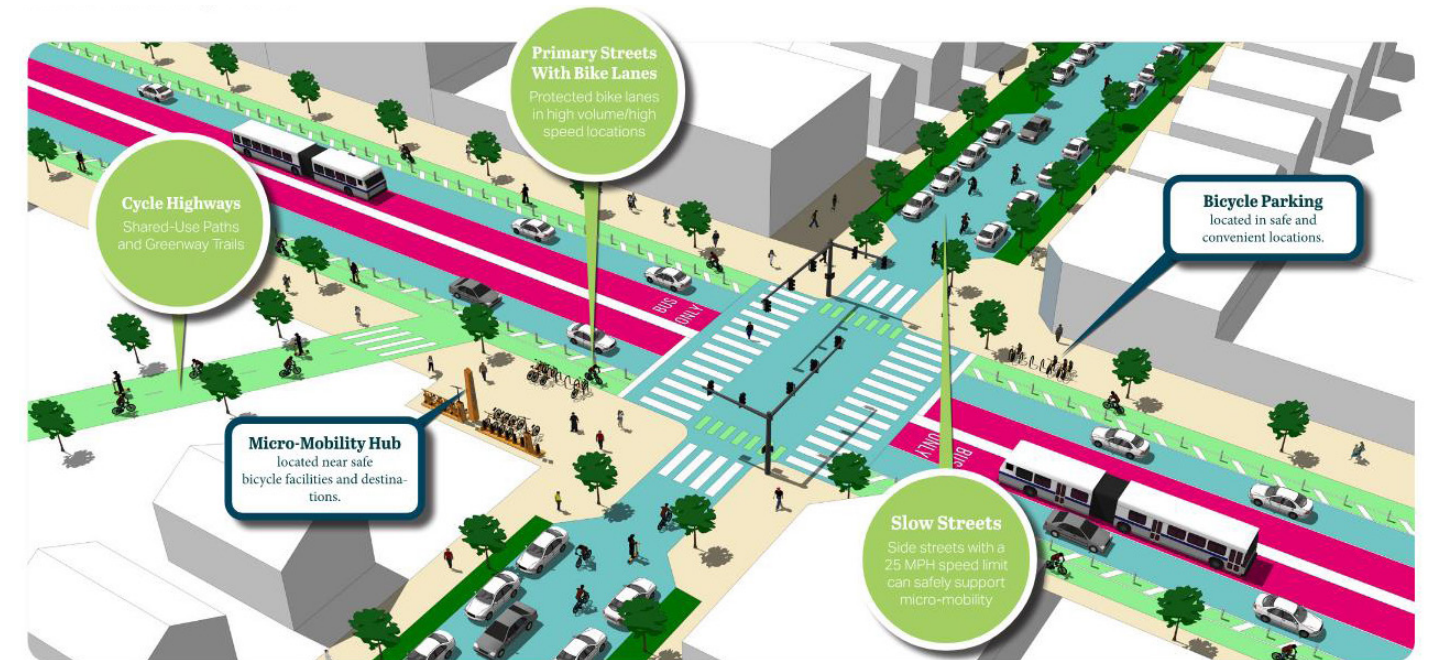 Primary Streets
With Bike Lanes
Protected bike lanes
in high volume/high
speed locations
Cycle Highways
Shared-Use Paths
and Greenway Trails
Bicycle Parking
located in safe and
convenient locations.
BUS
ONLY
Micro-Mobility Hub
located near safe
bicycle facilities and destina-
tions.
BUS
ONLY
Slow Streets
Side streets with a
25 MPH speed limit
can safely support
micro-mobility